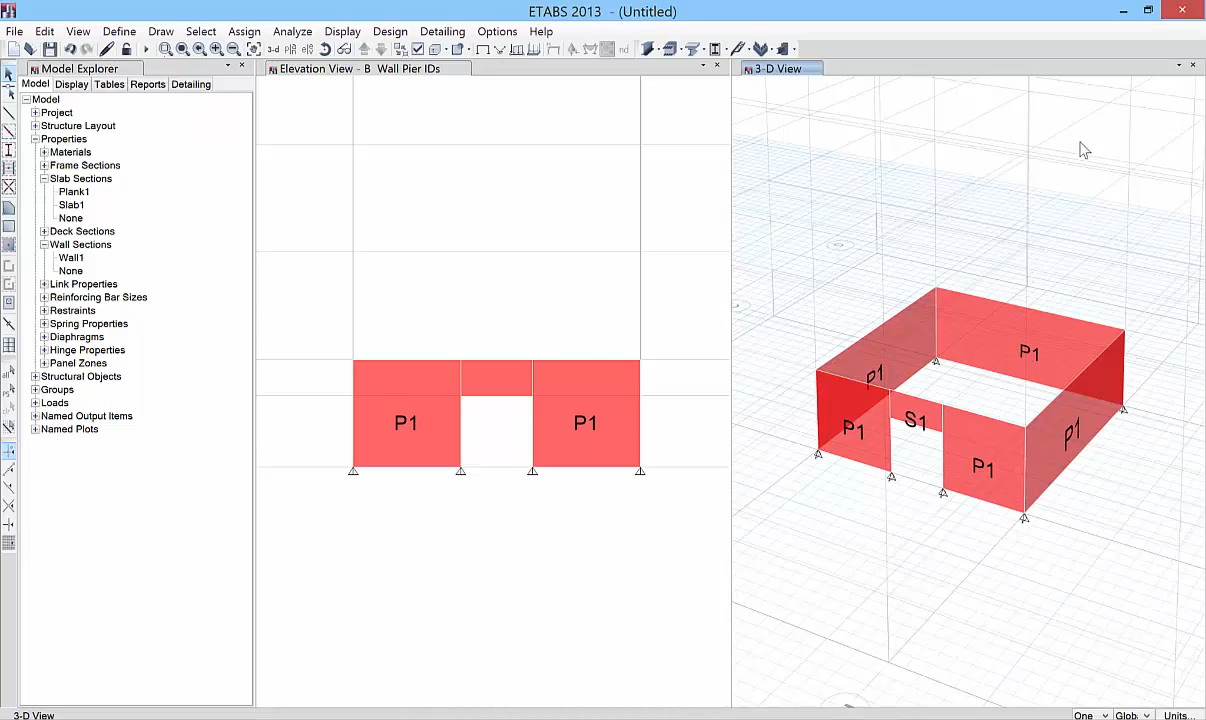 ETABS 2013 - (Untitled)
File Edit View Define Draw Select Assign Analyze Display Design Detailing Options Help
3-d
nd
Model Explorer
Model Display Tables Reports Detailing
Model
Project
Structure Layout
Properties
Materials
Frame Sections
Slab Sections
Plank1
Slab1
None
Deck Sections
Wall Sections
Wall1
None
Link Properties
Reinforcing Bar Sizes
Restraints
Spring Properties
Diaphragms
Hinge Properties
Panel Zones
Structural Objects
Groups
Loads
Named Output Items
Named Plots
Elevation View - B Wall Pier IDs
P1 P1
3-D View
P1
P1
S1
P1
P1
P1
3-D View
One Glob Units...